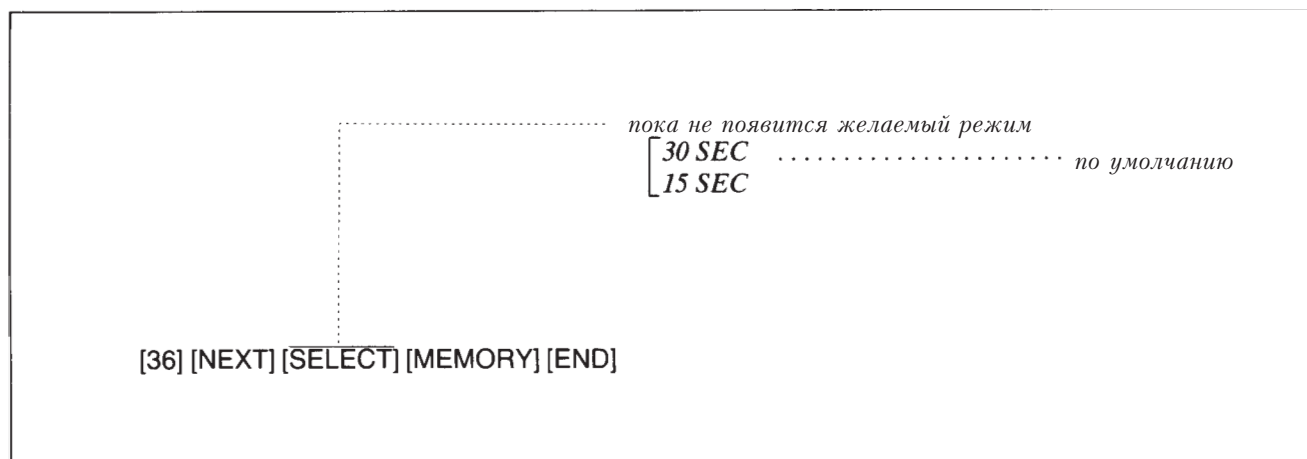 пока не появится желаемый режим
30 SEC ...................... по умолчанию
15 SEC
[36] [NEXT] [SELECT] [MEMORY] [END]